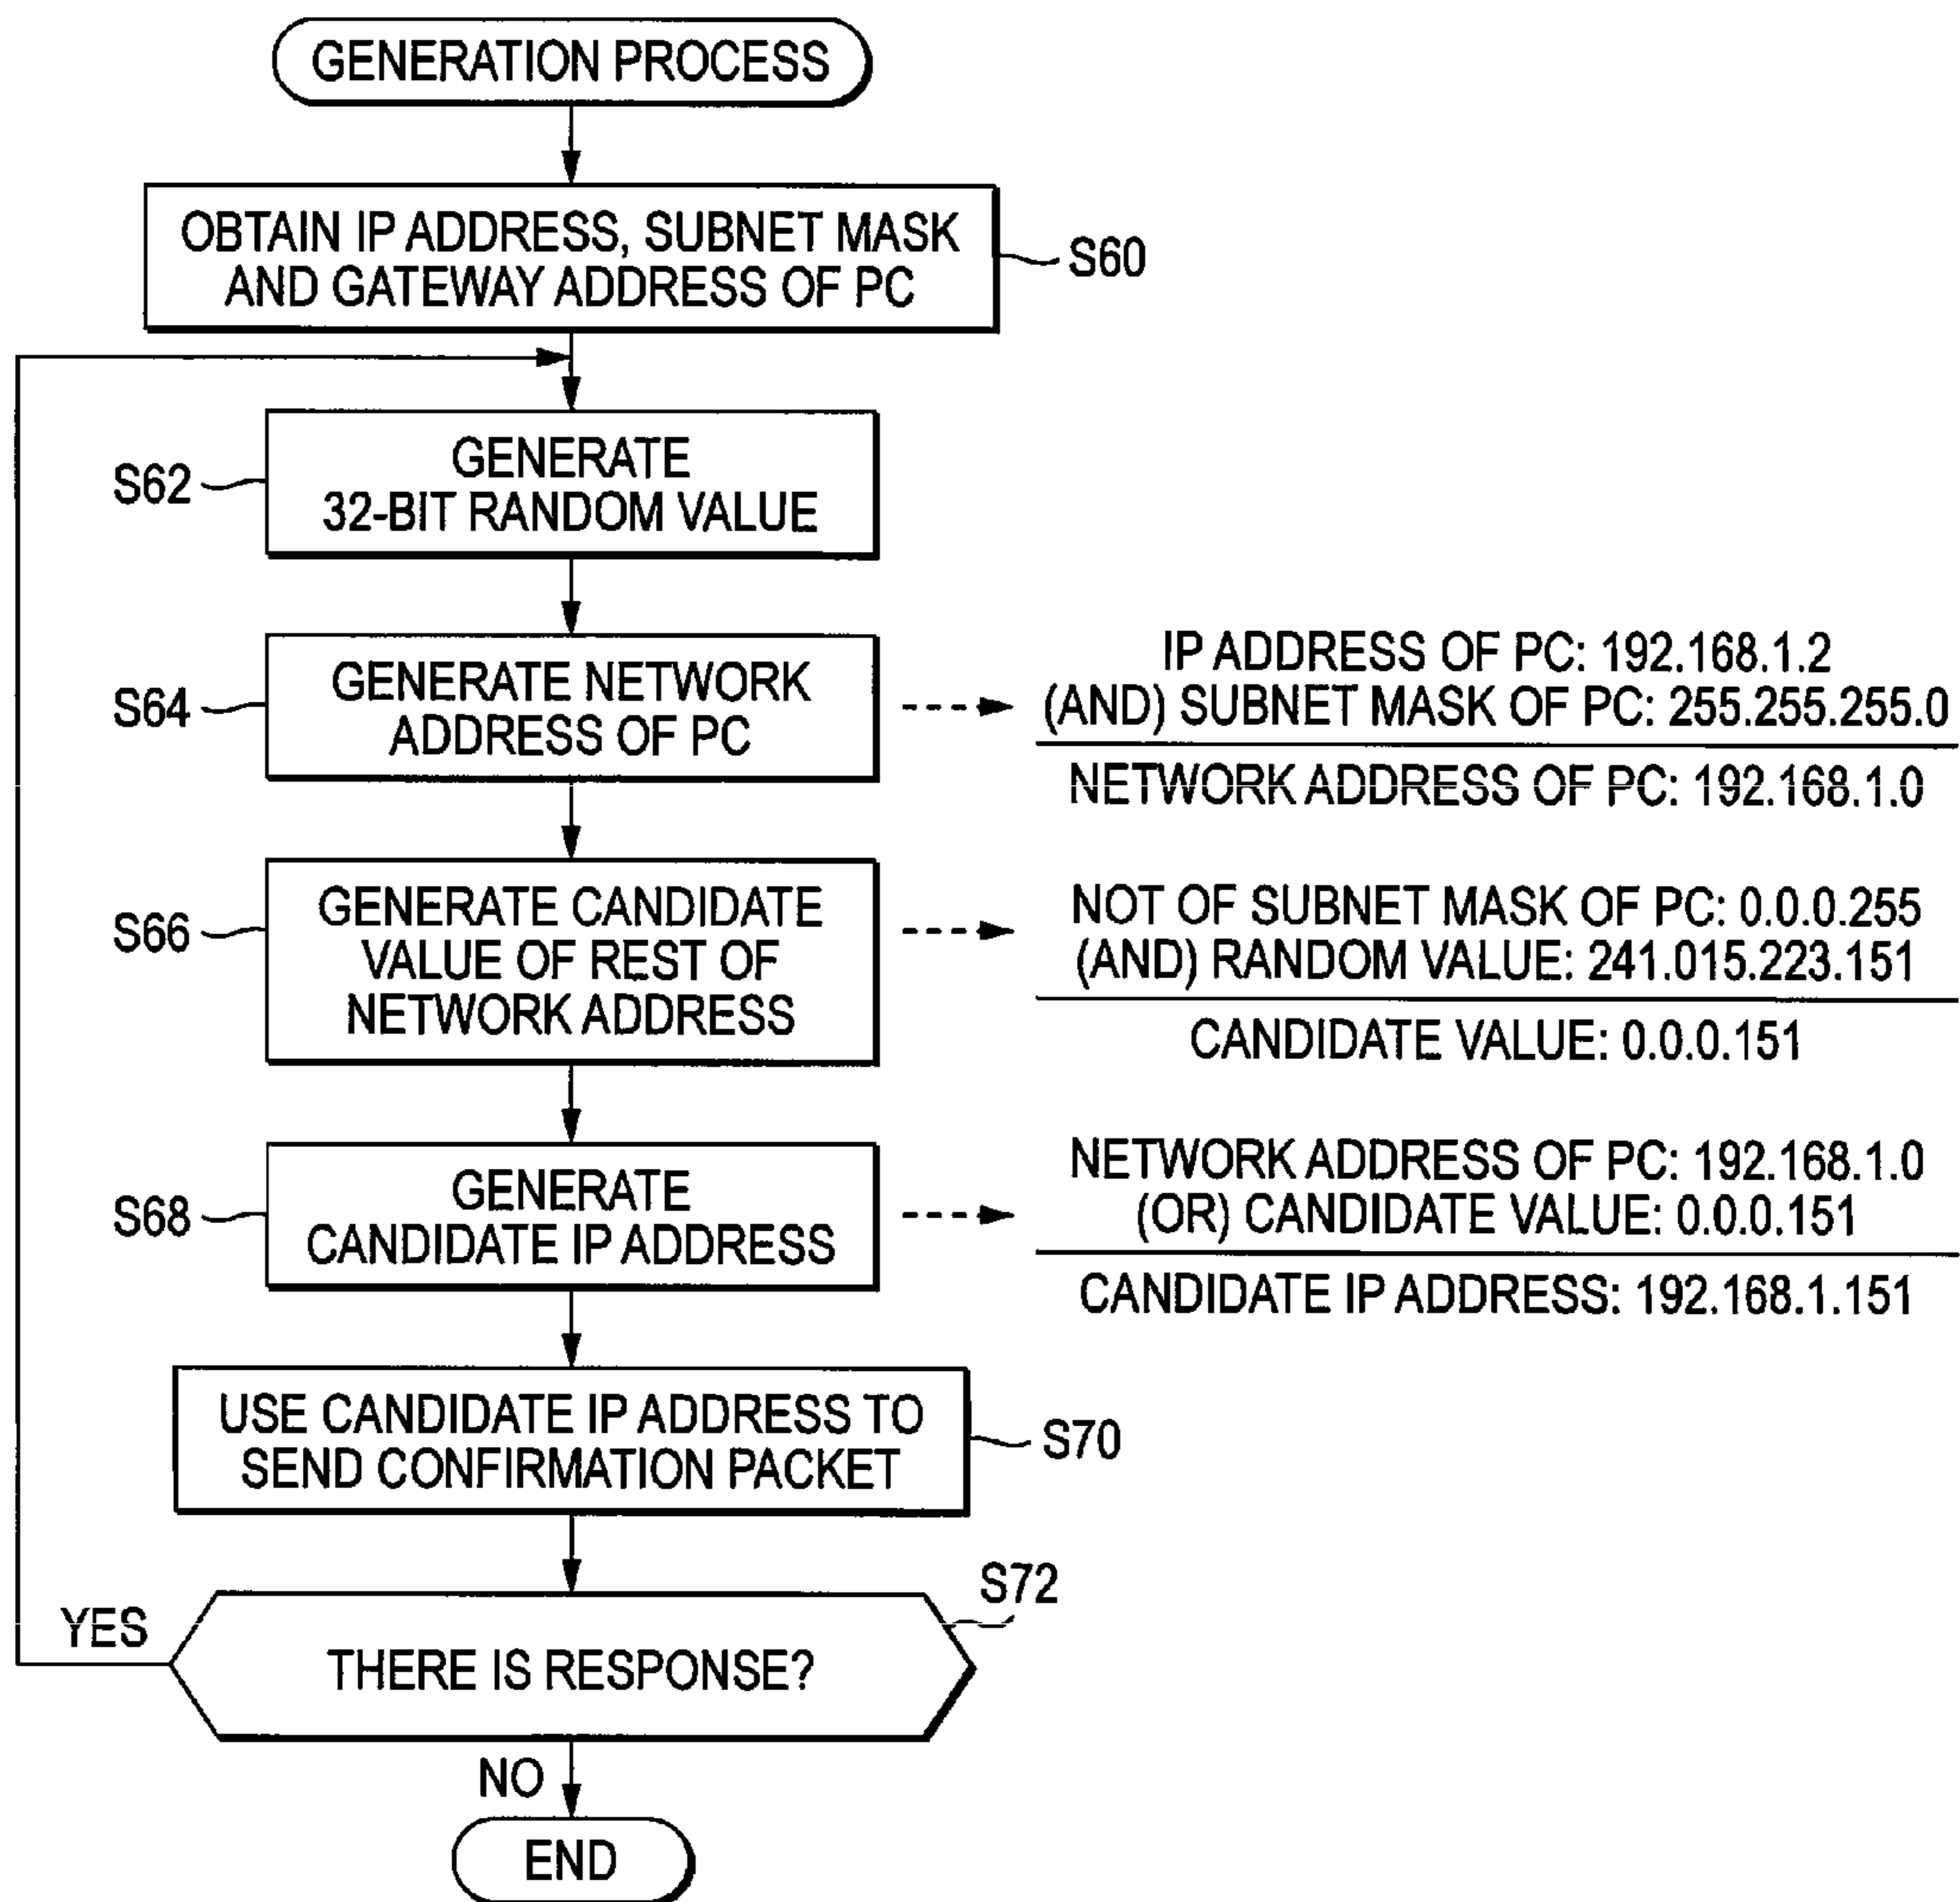 GENERATION PROCESS
OBTAIN IP ADDRESS, SUBNET MASK
AND GATEWAY ADDRESS OF PC
S60
GENERATE
32-BIT RANDOM VALUE
S62
GENERATE NETWORK
ADDRESS OF PC
S64
IP ADDRESS OF PC: 192.168.1.2
(AND) SUBNET MASK OF PC: 255.255.255.0
NETWORK ADDRESS OF PC: 192.168.1.0
GENERATE CANDIDATE
VALUE OF REST OF
NETWORK ADDRESS
S66
NOT OF SUBNET MASK OF PC: 0.0.0.255
(AND) RANDOM VALUE: 241.015.223.151
CANDIDATE VALUE: 0.0.0.151
GENERATE
CANDIDATE IP ADDRESS
S68
NETWORK ADDRESS OF PC: 192.168.1.0
(OR) CANDIDATE VALUE: 0.0.0.151
CANDIDATE IP ADDRESS: 192.168.1.151
USE CANDIDATE IP ADDRESS TO
SEND CONFIRMATION PACKET
S70
S72
YES
THERE IS RESPONSE?
NO
END